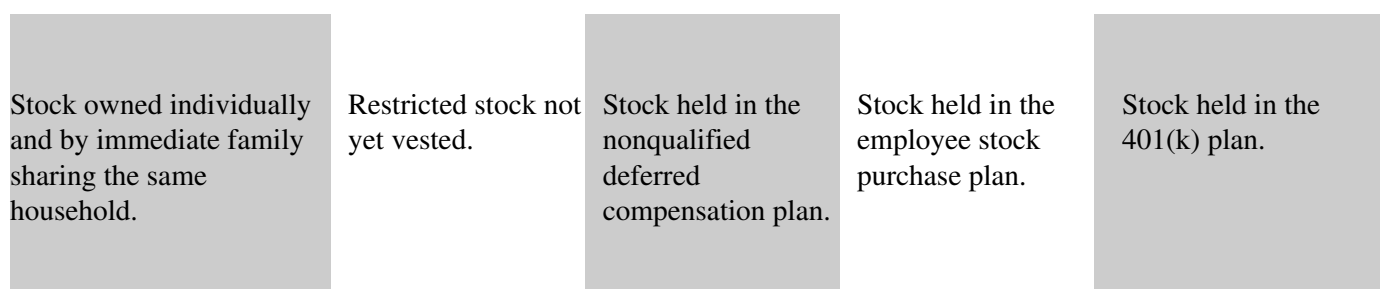 Stock owned individually
and by immediate family
sharing the same
household.
Restricted stock not
yet vested.
Stock held in the
nonqualified
deferred
compensation plan.
Stock held in the
employee stock
purchase plan.
Stock held in the
401(k) plan.